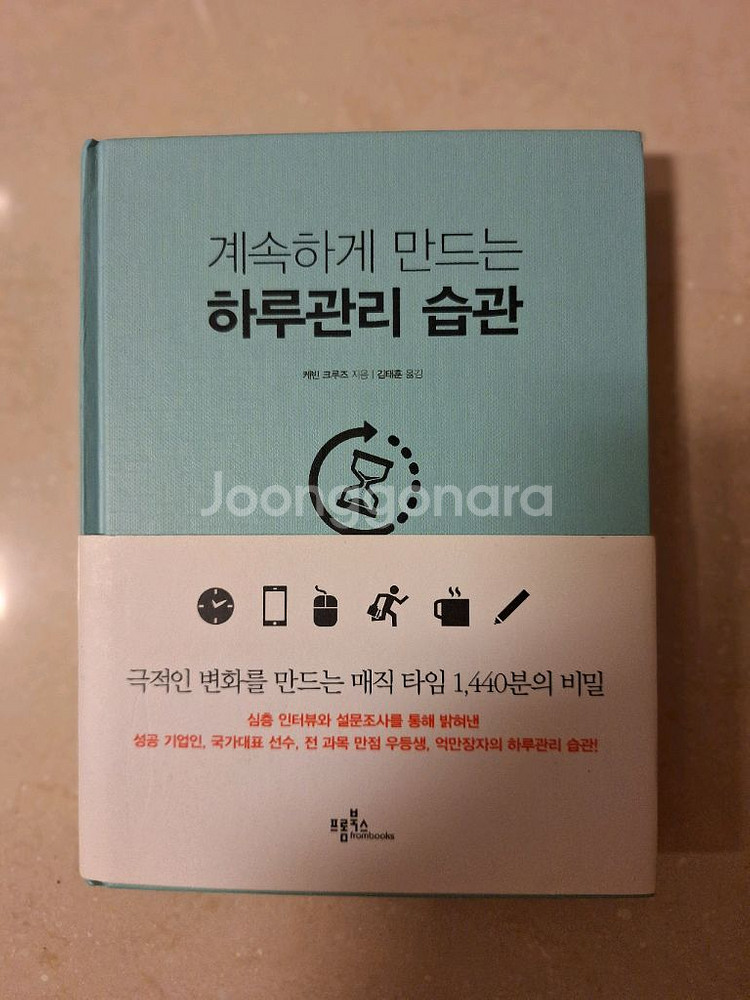 계속하게 만드는
하루관리 습관
케빈 크루즈 지음 | 김태훈 옮김
Joonggonara
극적인 변화를 만드는 매직 타임 1,440분의 비밀
심층 인터뷰와 설문조사를 통해 밝혀낸
성공 기업인, 국가대표 선수, 전 과목 만점 우등생, 억만장자의 하루관리 습관!
프롬북스
frombooks